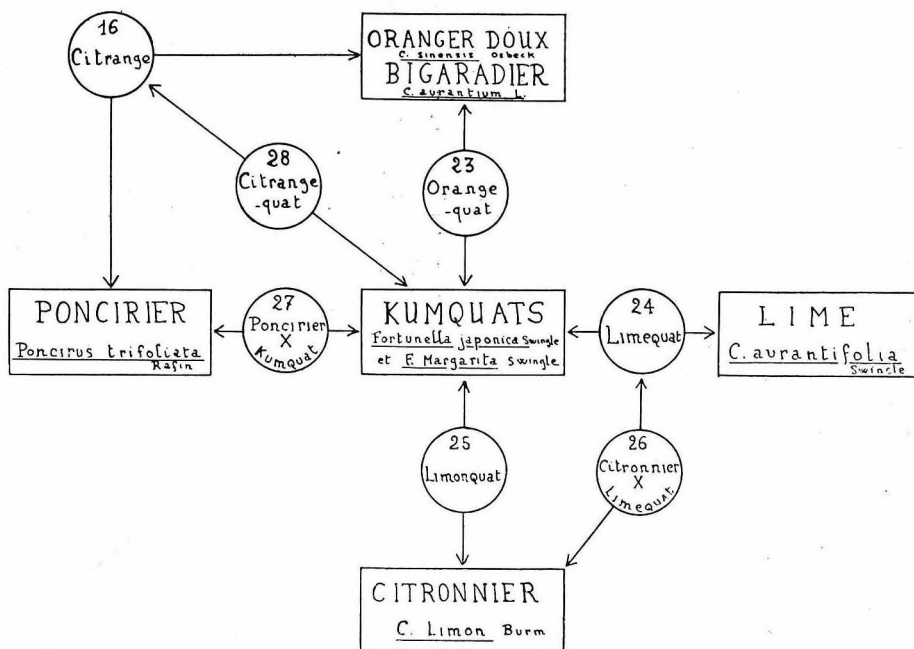 16
Citrange
ORANGER DOUX
C. sinensis Osbeck
BIGARADIER
C. aurantium L.
28
Citrange
-quat
23
Orange
-quat
PONCIRIER
Poncirus trifoliata
Rafin
27
Poncirier
X
Kumquat
KUMQUATS
Fortunella japonica Swingle
et F. Margarita Swingle
24
Limequat
LIME
C. aurantifolia
Swingle
25
Limonquat
26
Citronnier
X
Limequat
CITRONNIER
C. Limon Burm